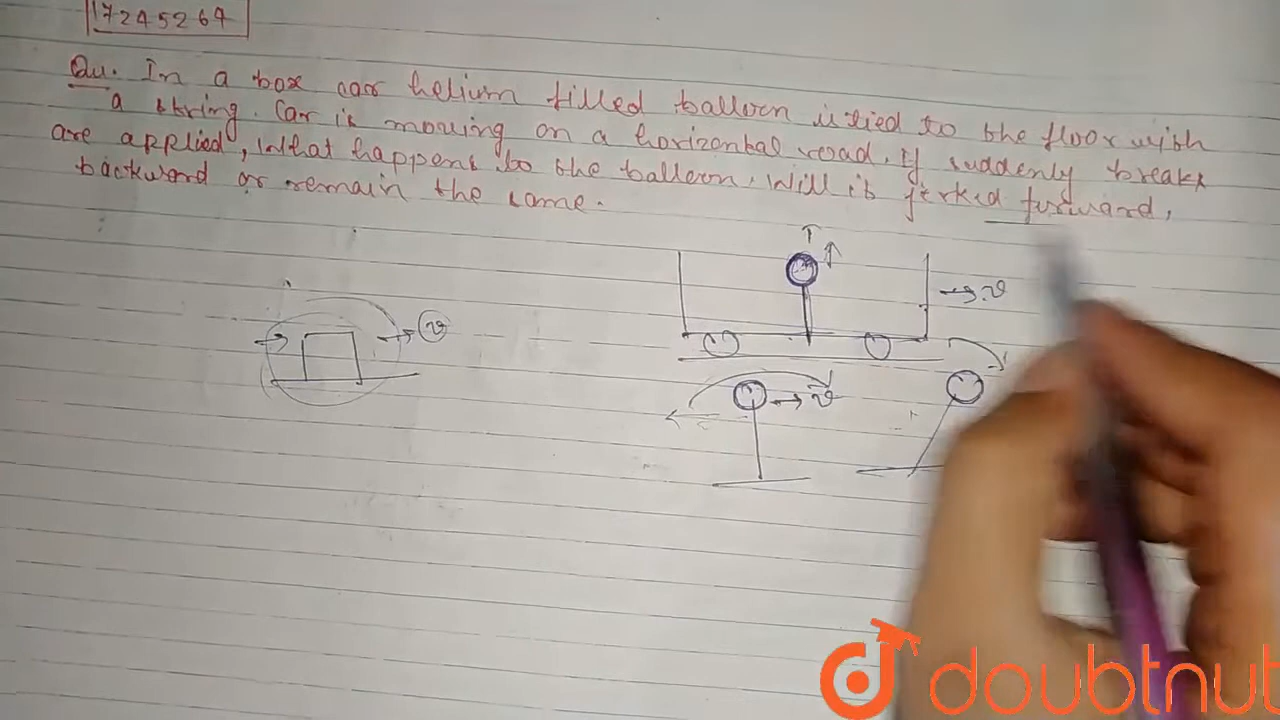 17245264
Qu. In a box car helium filled balloon is tied to the floor with
a string. Car is moving on a horizontal road. If suddenly breaks
are applied, What happens to the balloon. Will it jerked forward,
backward or remain the same.
v
v
v
doubtnut